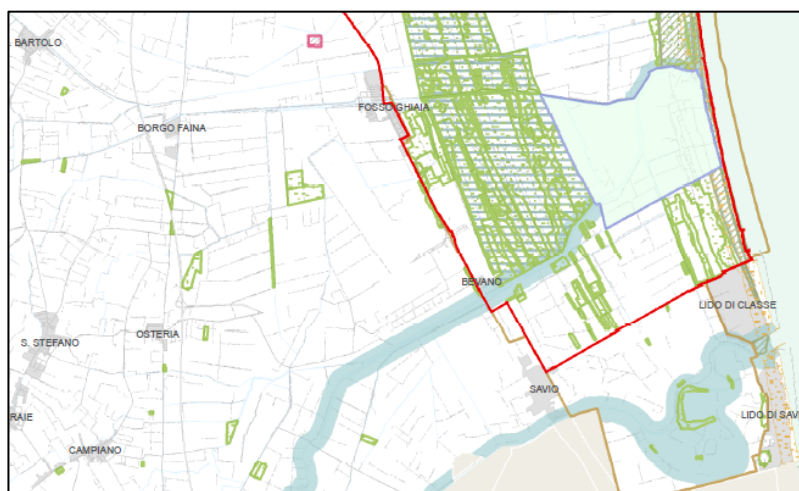 BARTOLO
FOSSO GHIAIA
BORGO FAINA
BEVANO
LIDO DI CLASSE
OSTERIA
S. STEFANO
SAVIO
RAIE
LIDO DI SAV
CAMPIANO